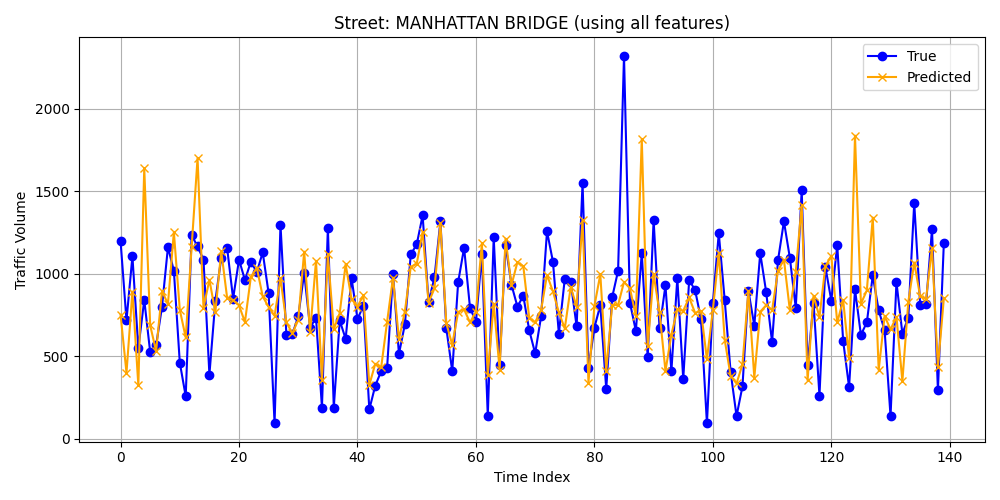 Street: MANHATTAN BRIDGE (using all features)
True
Predicted
Traffic Volume
2000
1500
1000
500
0
0 20 40 60 80 100 120 140
Time Index